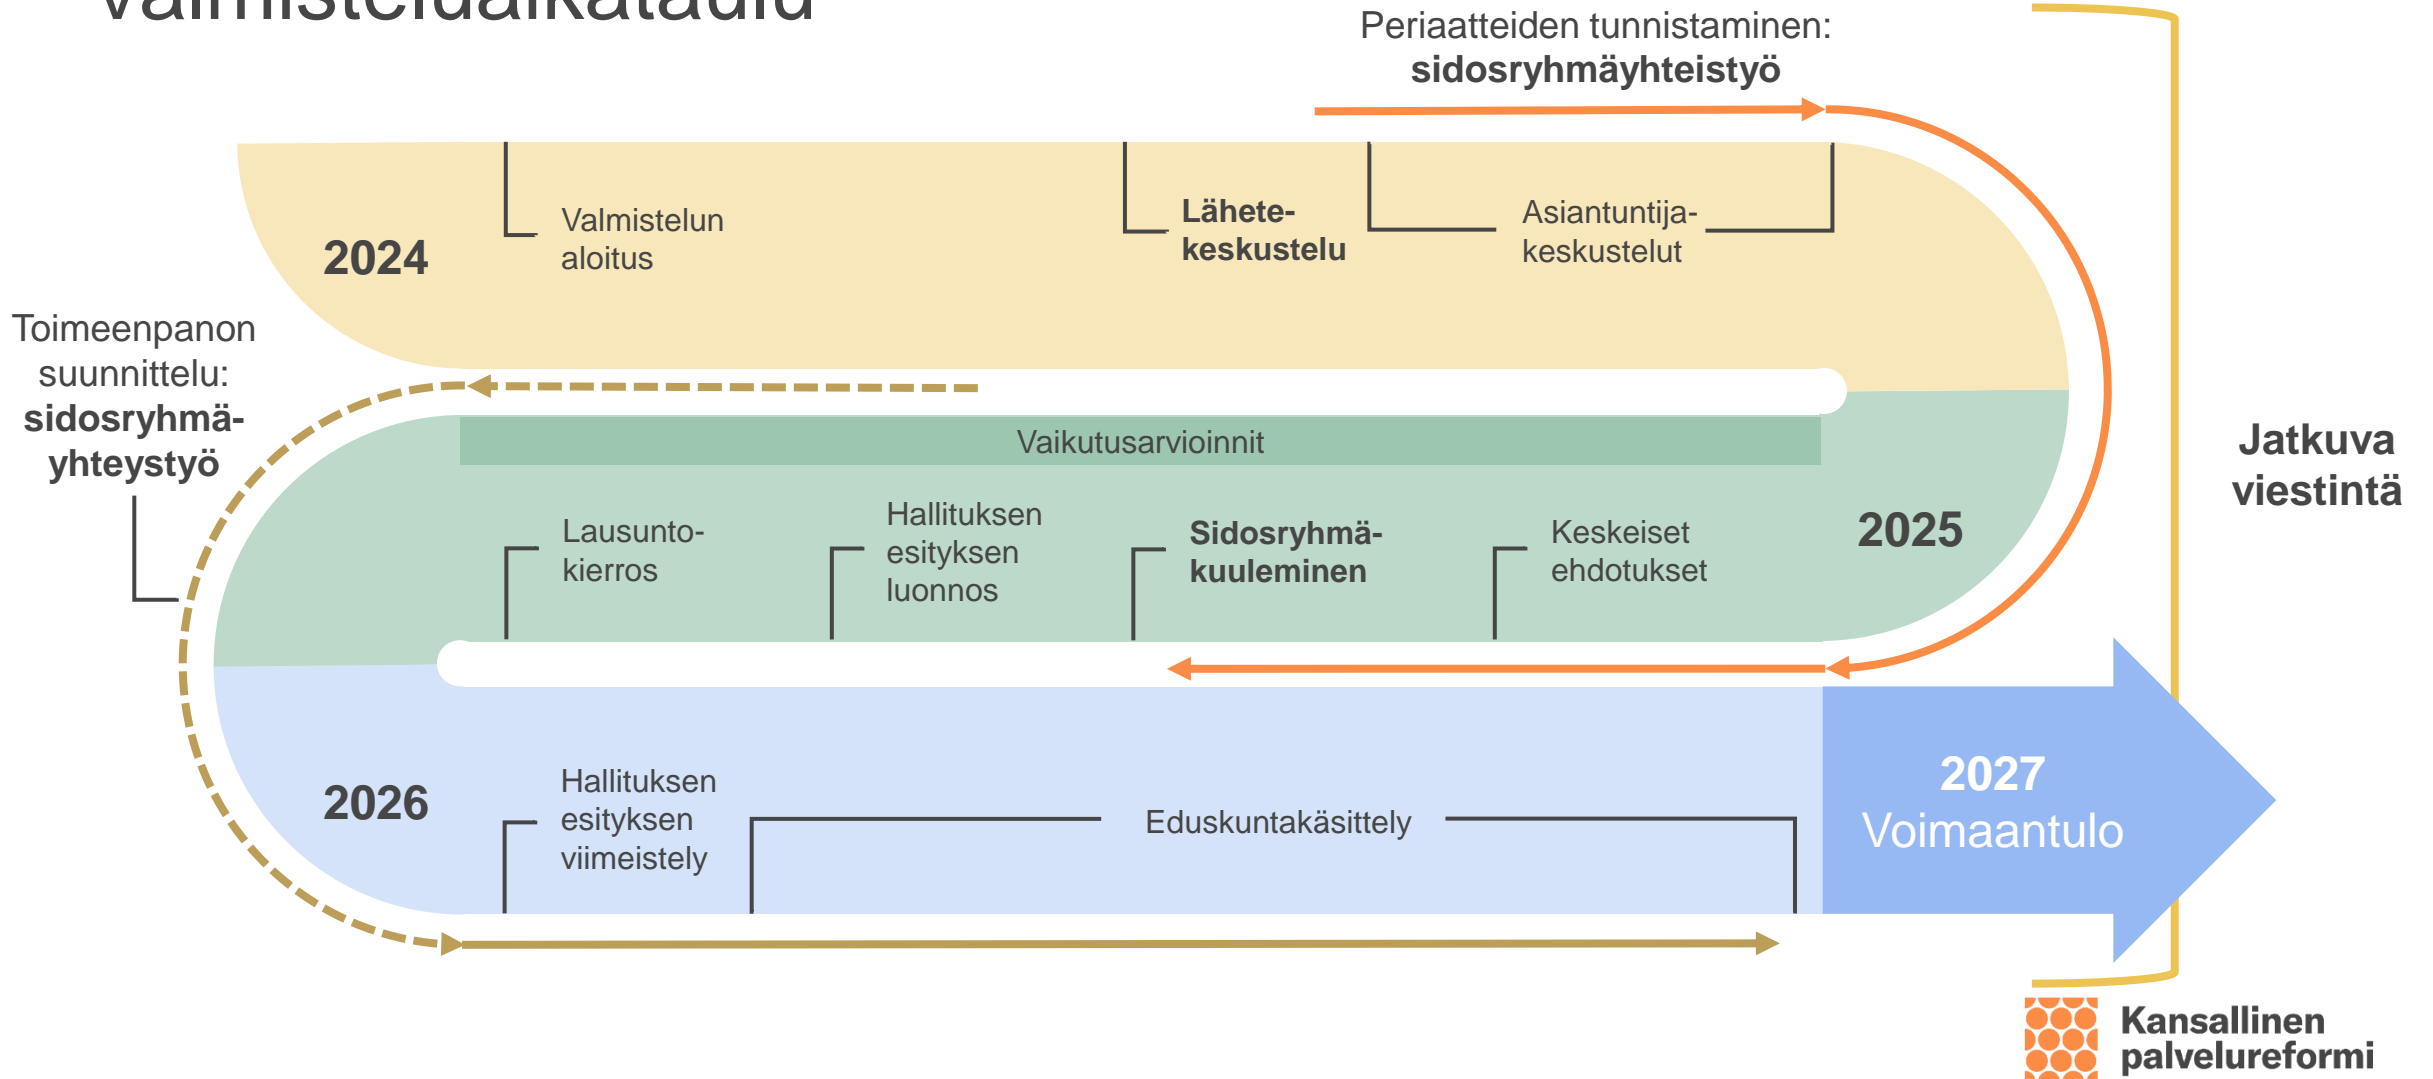 Valmisteluaikataulu
Periaatteiden tunnistaminen:
sidosryhmäyhteistyö
2024
Valmistelun
aloitus
Lähete-
keskustelu
Asiantuntija-
keskustelut
Toimeenpanon
suunnittelu:
sidosryhmä-
yhteystyö
Vaikutusarvioinnit
2025
Keskeiset
ehdotukset
Sidosryhmä-
kuuleminen
Hallituksen
esityksen
luonnos
Lausunto-
kierros
Jatkuva
viestintä
2026
Hallituksen
esityksen
viimeistely
Eduskuntakäsittely
2027
Voimaantulo
Kansallinen
palvelureformi